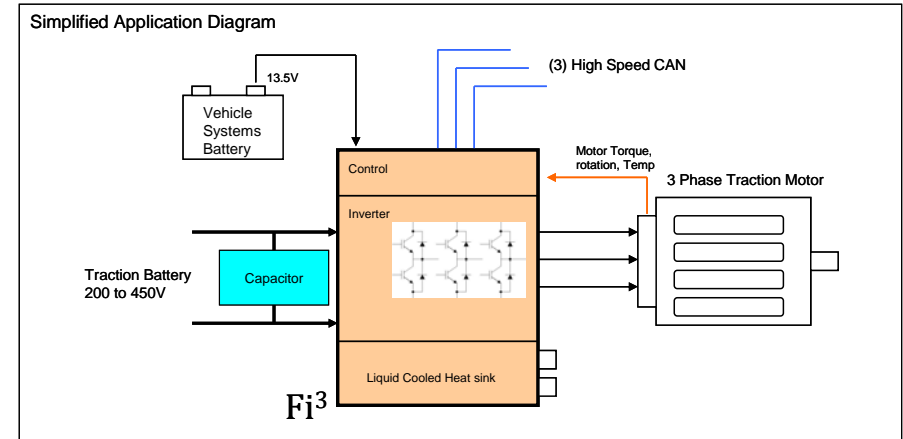 Simplified Application Diagram
13.5V
(3) High Speed CAN
Vehicle
Systems
Battery
Motor Torque,
rotation, Temp
Control
3 Phase Traction Motor
Inverter
Traction Battery
200 to 450V
Capacitor
Liquid Cooled Heat sink
Fi³